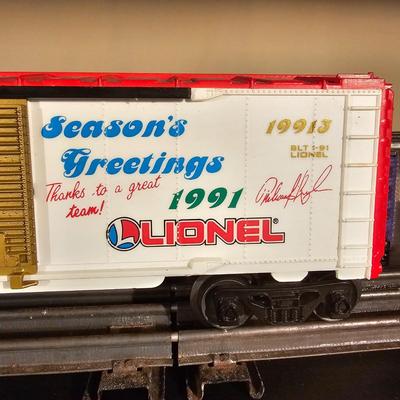 Season's
Greetings
Thanks to a great
team!
1991
LIONEL
19913
BLT 1-91
LIONEL